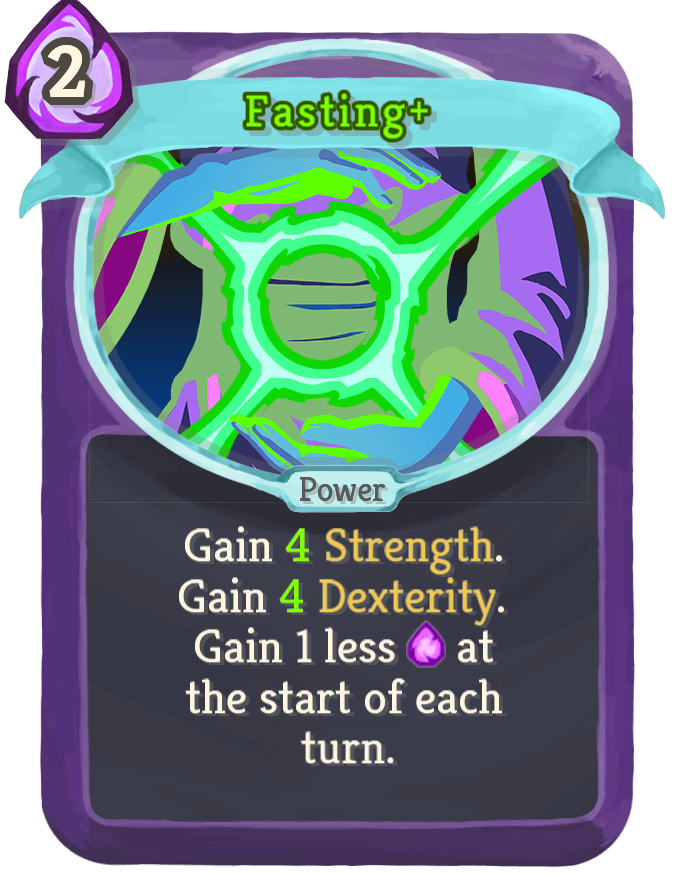 2
Fasting+
Power
Gain 4 Strength.
Gain 4 Dexterity.
Gain 1 less at
the start of each
turn.